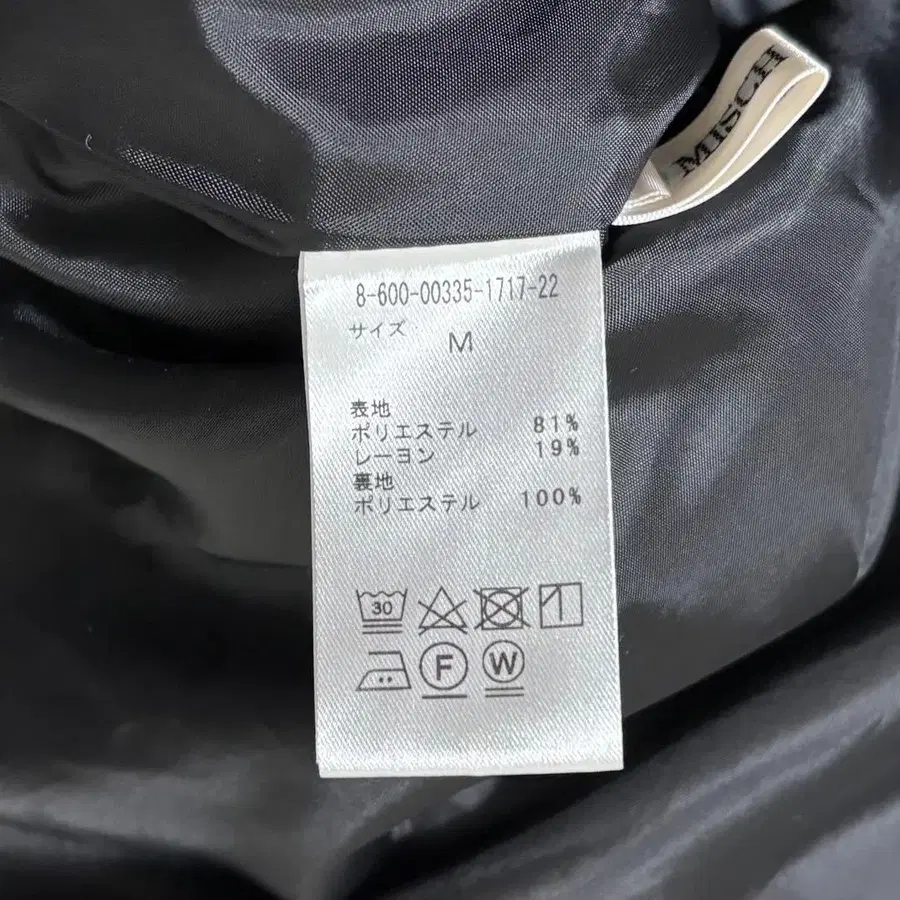 MISCH
8-600-00335-1717-22
サイズ
M
表地
ポリエステル 81%
レーヨン 19%
裏地
ポリエステル 100%
30
F W